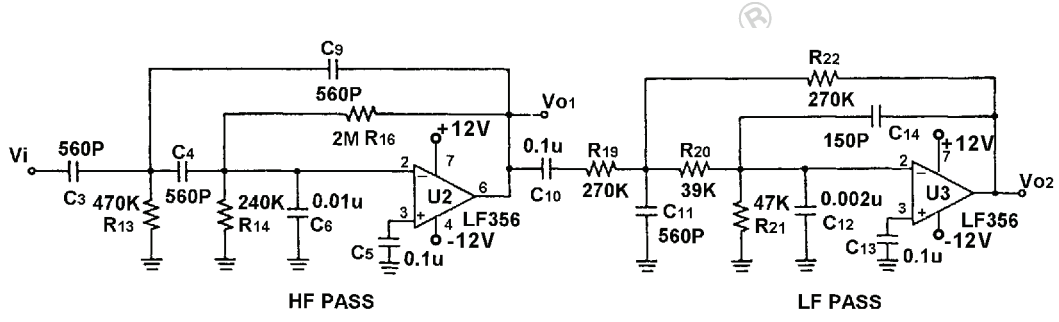 ®
C9
560P
R22
270K
2M R16
Vo1
+12V
150P
C14
+12V
Vi
560P
C3
C4
560P
0.1u
C10
R19
270K
R20
39K
2
7
6
3
4
U2
LF356
-12V
2
7
3
U3
LF356
-12V
Vo2
470K
R13
240K
R14
0.01u
C6
C5
0.1u
C11
560P
47K
R21
0.002u
C12
C13
0.1u
HF PASS
LF PASS